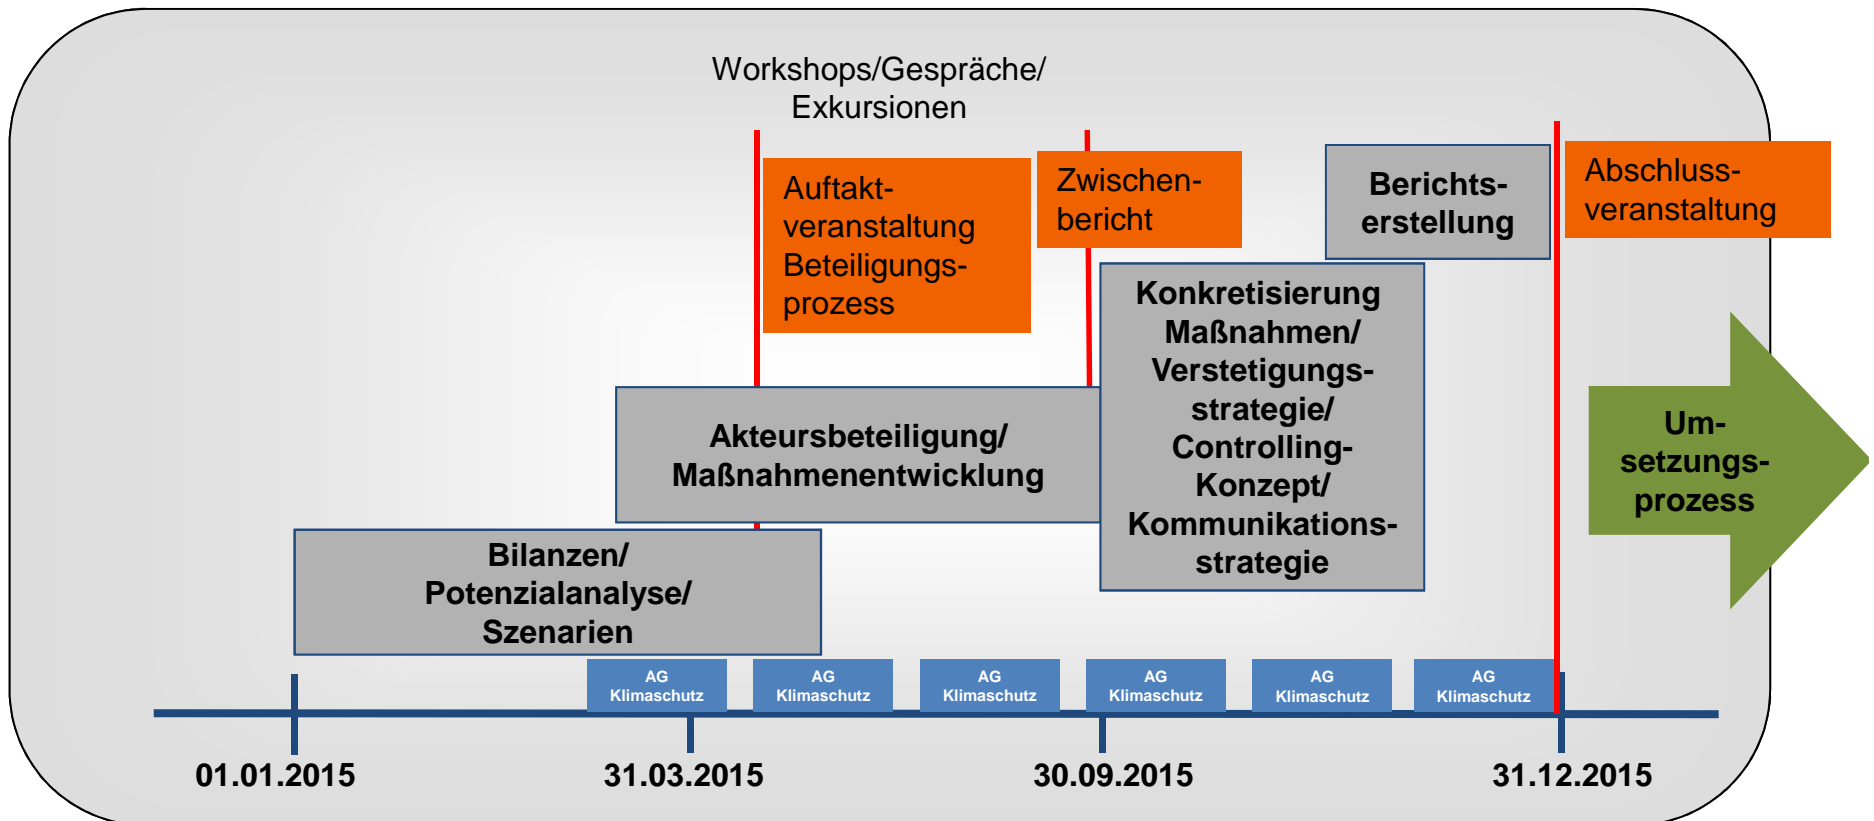 Workshops/Gespräche/
Exkursionen
Auftakt-
veranstaltung
Beteiligungs-
prozess
Zwischen-
bericht
Berichts-
erstellung
Abschluss-
veranstaltung
Konkretisierung
Maßnahmen/
Verstetigungs-
strategie/
Controlling-
Konzept/
Kommunikations-
strategie
Akteursbeteiligung/
Maßnahmenentwicklung
Um-
setzungs-
prozess
Bilanzen/
Potenzialanalyse/
Szenarien
AG
Klimaschutz
AG
Klimaschutz
AG
Klimaschutz
AG
Klimaschutz
AG
Klimaschutz
AG
Klimaschutz
01.01.2015
31.03.2015
30.09.2015
31.12.2015